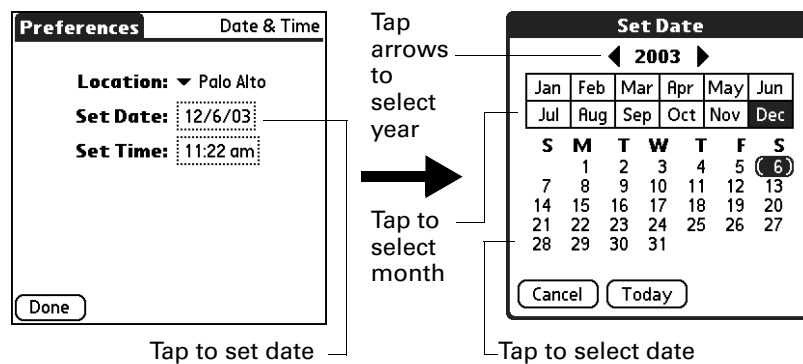 Preferences
Date & Time
Location: Palo Alto
Set Date: 12/6/03
Set Time: 11:22 am
Done
Tap to set date
Tap
arrows
to
select
year
Tap to
select
month
Set Date
2003
Jan Feb Mar Apr May Jun
Jul Aug Sep Oct Nov Dec
S M T W T F S
1 2 3 4 5 6
7 8 9 10 11 12 13
14 15 16 17 18 19 20
21 22 23 24 25 26 27
28 29 30 31
Cancel Today
Tap to select date